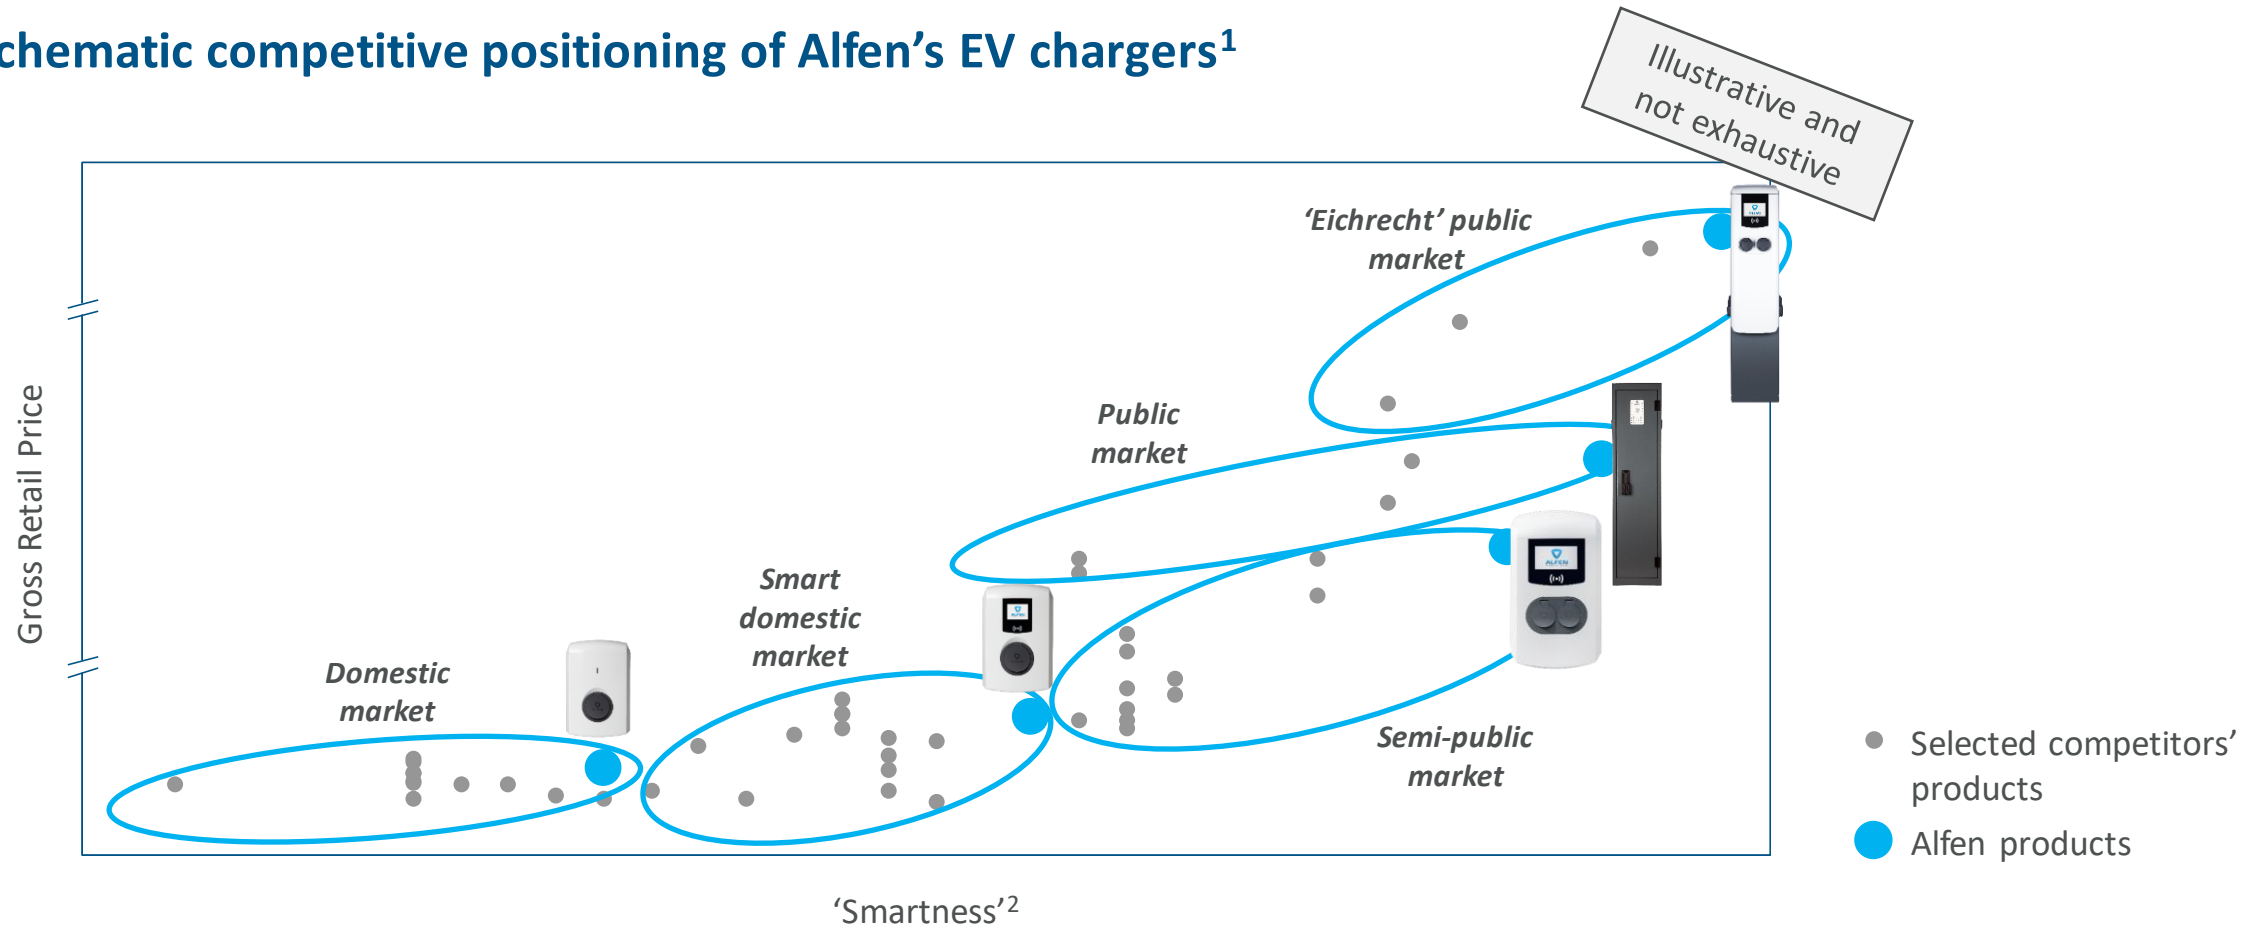 chematic competitive positioning of Alfen's EV chargers¹
Illustrative and
not exhaustive
'Eichrecht' public
market
Public
market
Smart
domestic
market
Domestic
market
Semi-public
market
Gross Retail Price
'Smartness'²
ALFEN
Selected competitors'
products
Alfen products